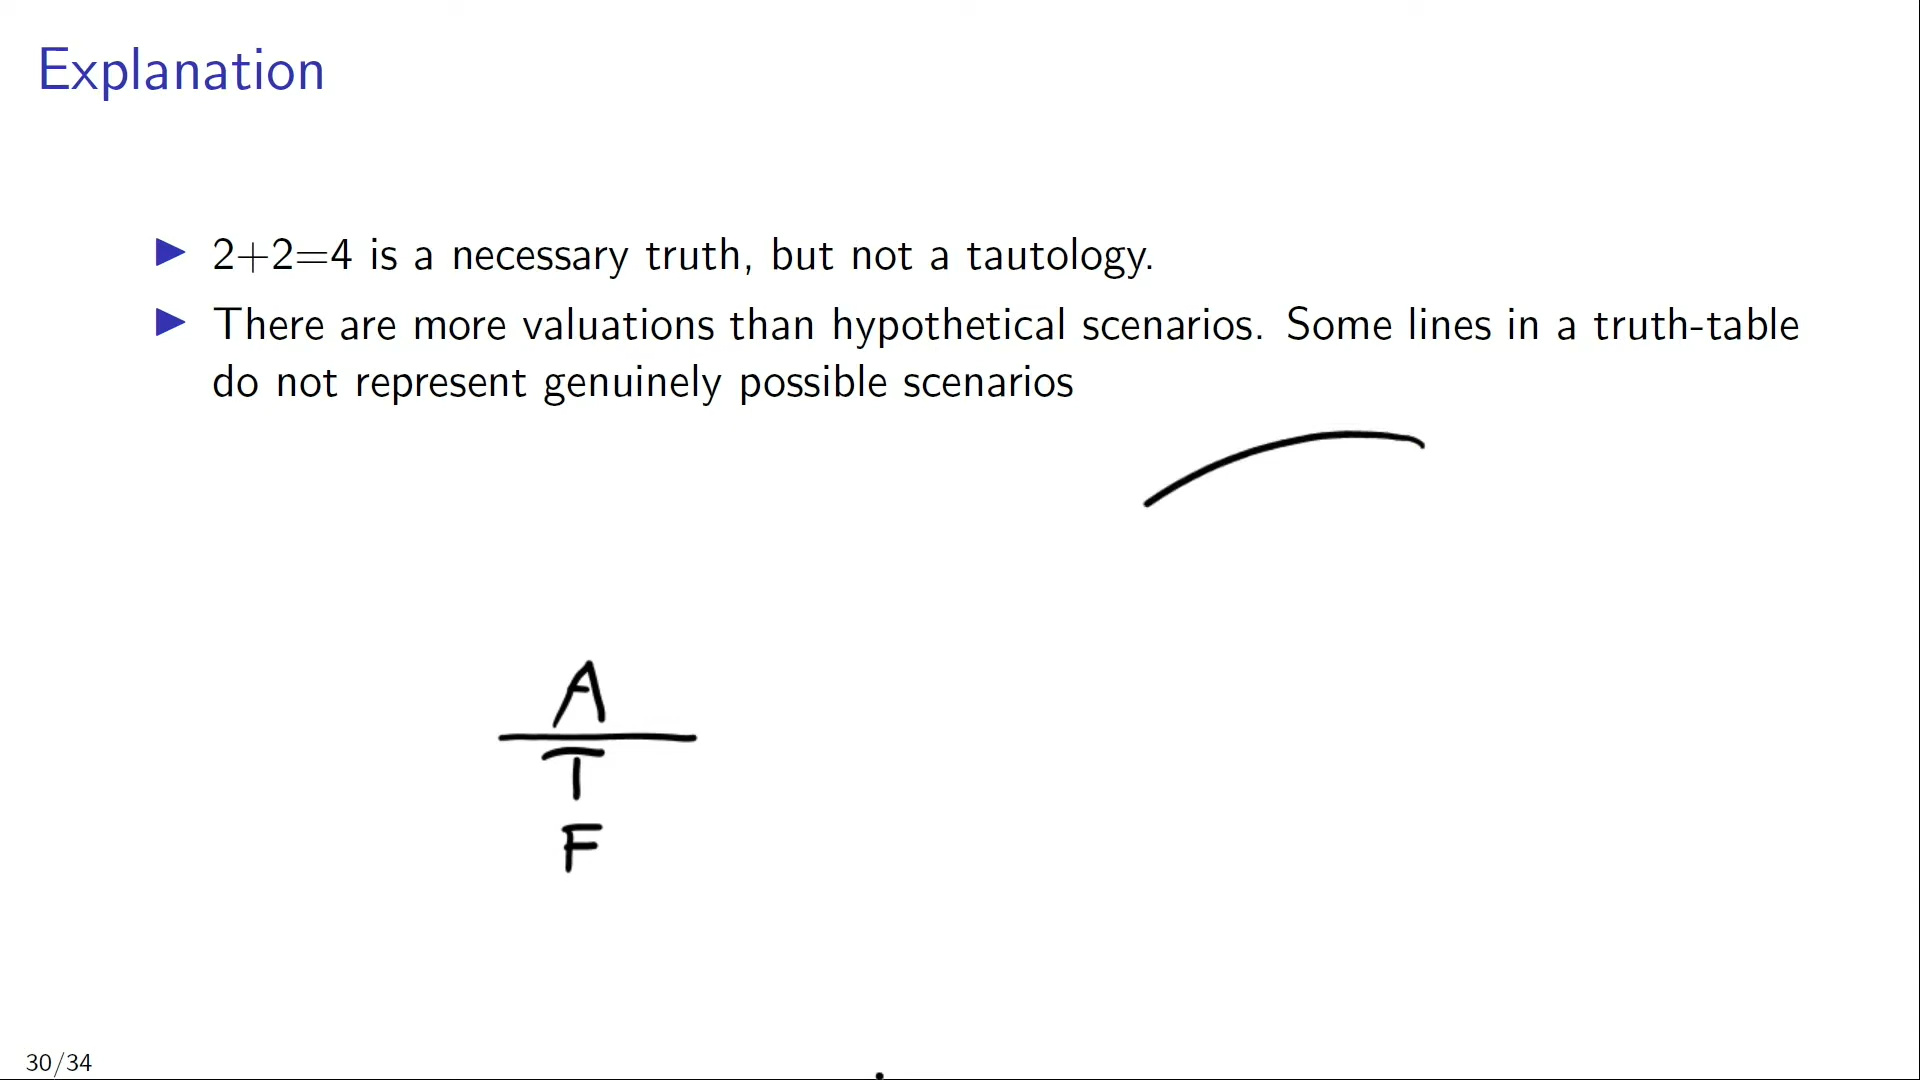 Explanation
▶ 2+2=4 is a necessary truth, but not a tautology.
▶ There are more valuations than hypothetical scenarios. Some lines in a truth-table
do not represent genuinely possible scenarios
A
T
F
30/34